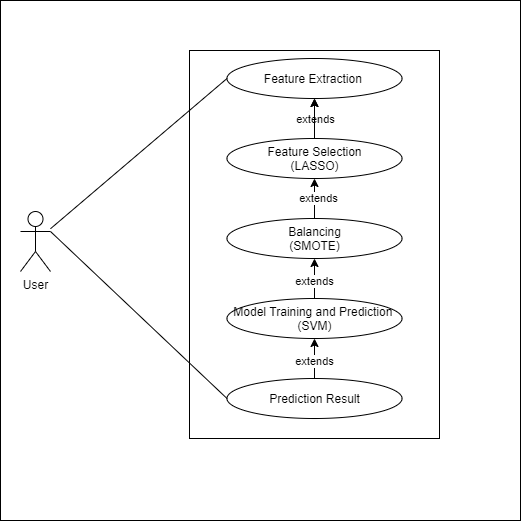 Feature Extraction
extends
Feature Selection
(LASSO)
extends
Balancing
(SMOTE)
User
extends
Model Training and Prediction
(SVM)
extends
Prediction Result